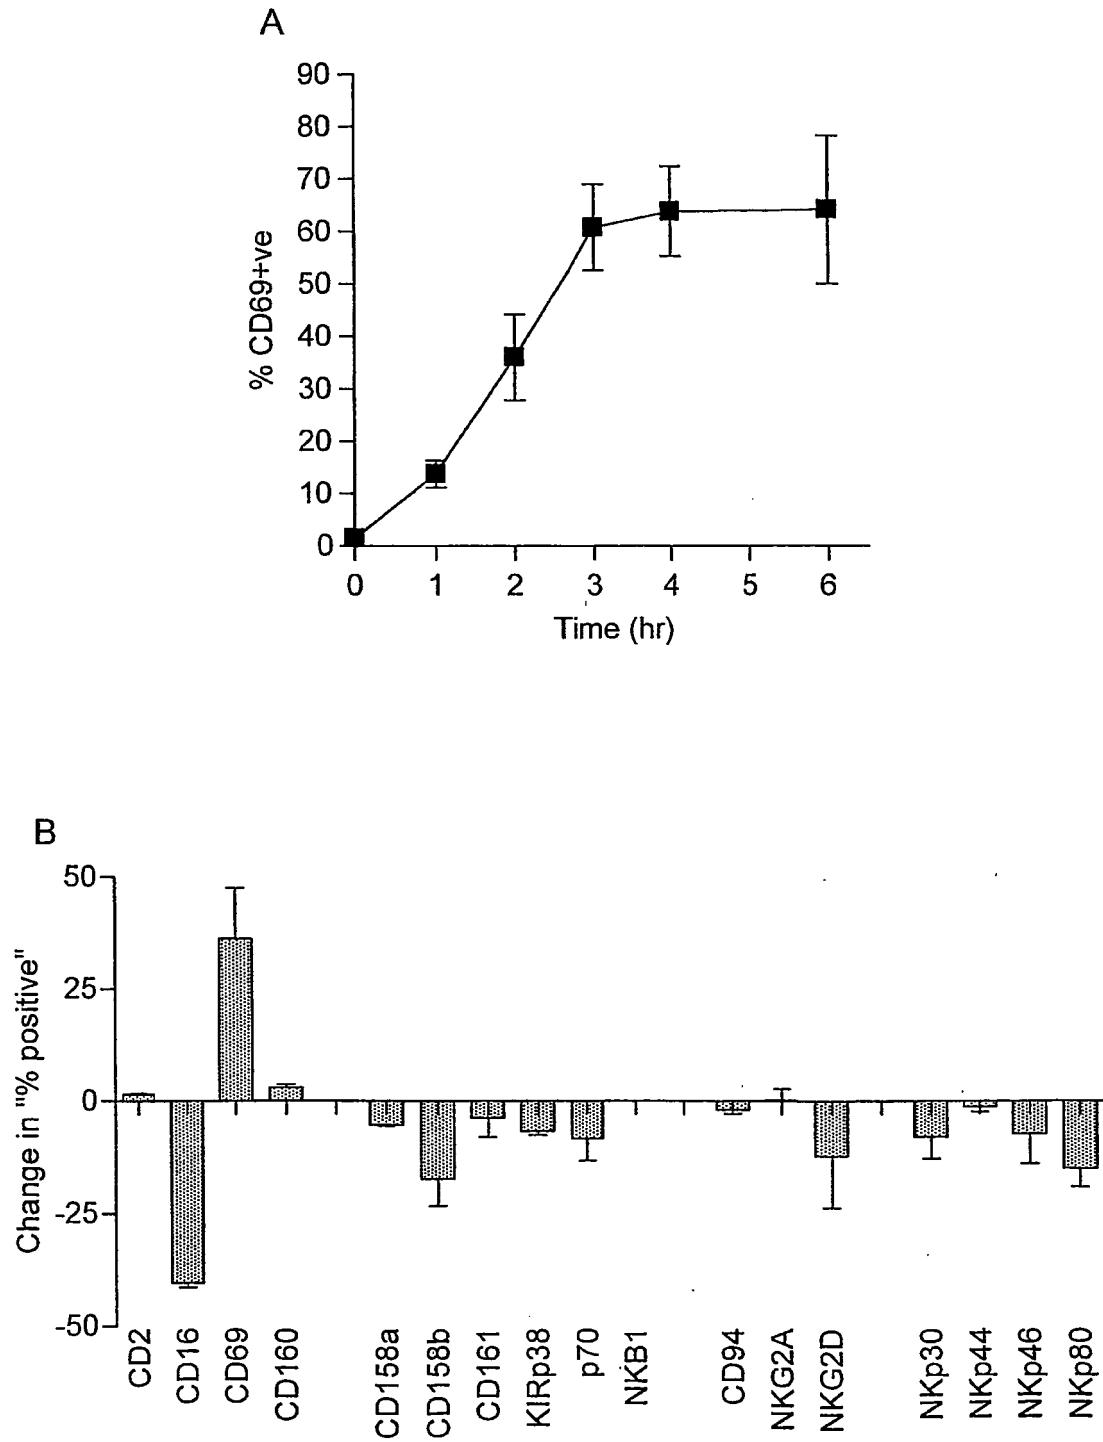 A
90
80
70
60
50
40
30
20
10
0
% CD69+ve
0 1 2 3 4 5 6
Time (hr)
B
50
25
0
-25
-50
Change in "% positive"
CD2 CD16 CD69 CD160 CD158a CD158b CD161 KIRp38 p70 NKB1 CD94 NKG2A NKG2D NKp30 NKp44 NKp46 NKp80